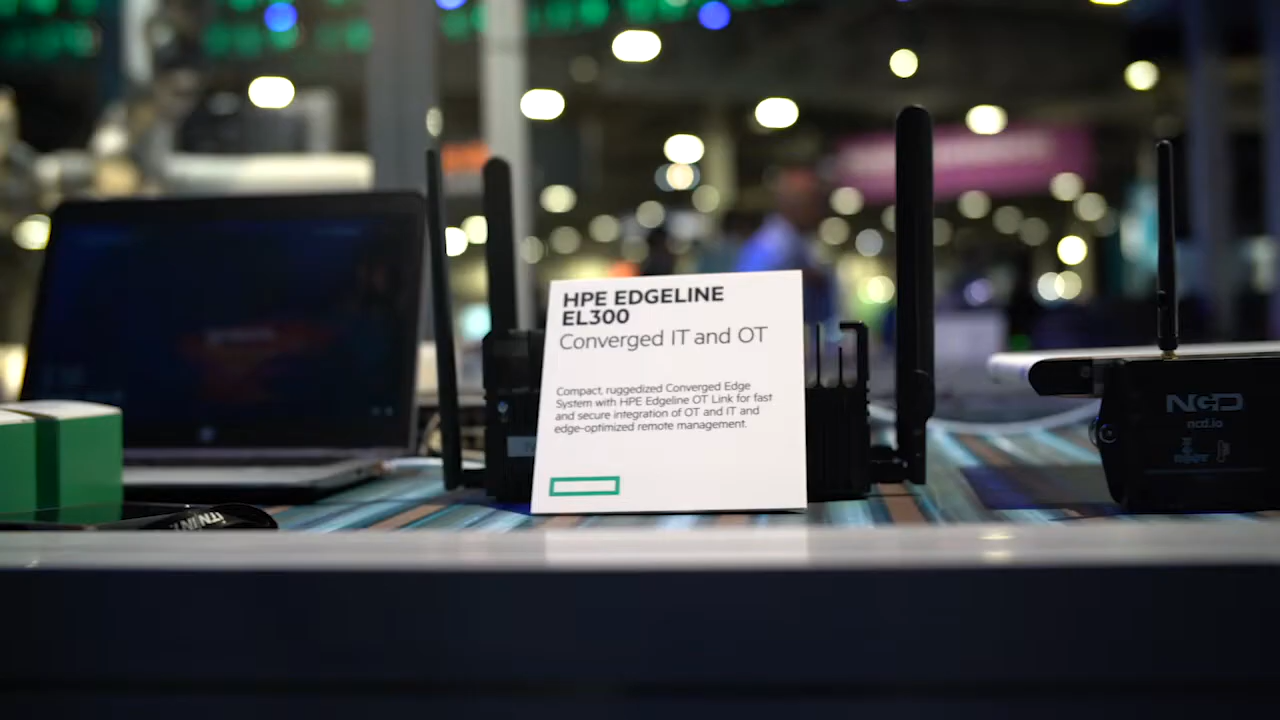 HPE EDGELINE
EL300
Converged IT and OT
Compact, ruggedized Converged Edge
System with HPE Edgeline OT Link for fast
and secure integration of OT and IT and
edge-optimized remote management.
NCD
ncd.io